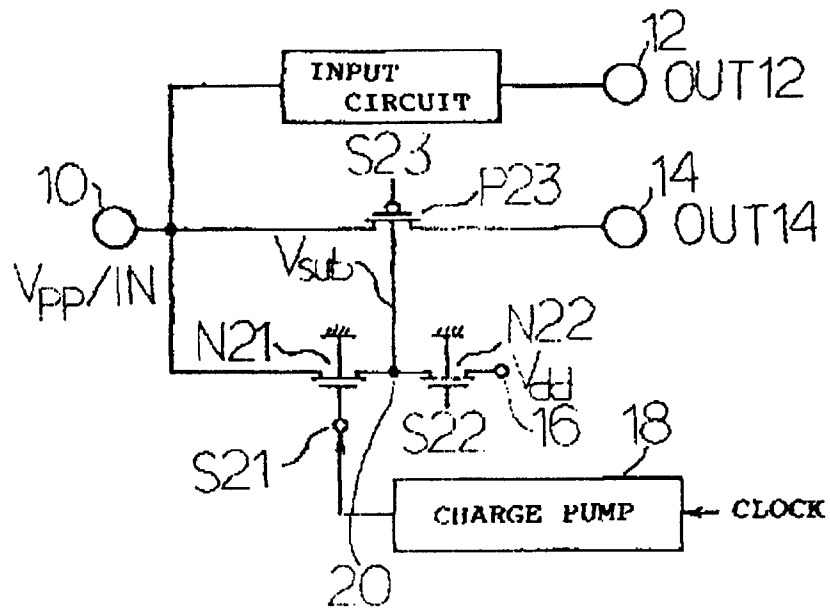 INPUT
CIRCUIT
12
OUT12
S23
P23
10
14
OUT14
VPP/IN
Vsub
N21
N22
Vdd
S21
S22
16
18
CHARGE PUMP
CLOCK
20